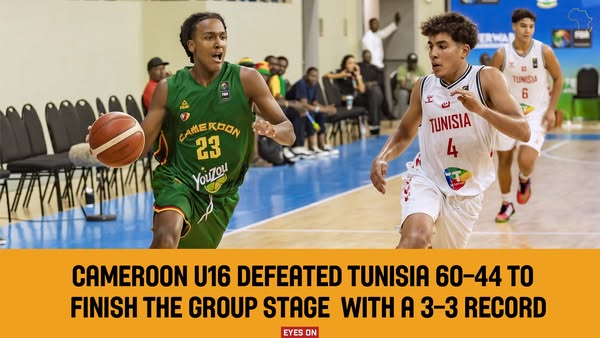 CAMEROON
23
YouZou
TUNISIA
4
TUNISIA
6
CAMEROON U16 DEFEATED TUNISIA 60-44 TO
FINISH THE GROUP STAGE WITH A 3-3 RECORD
EYES ON